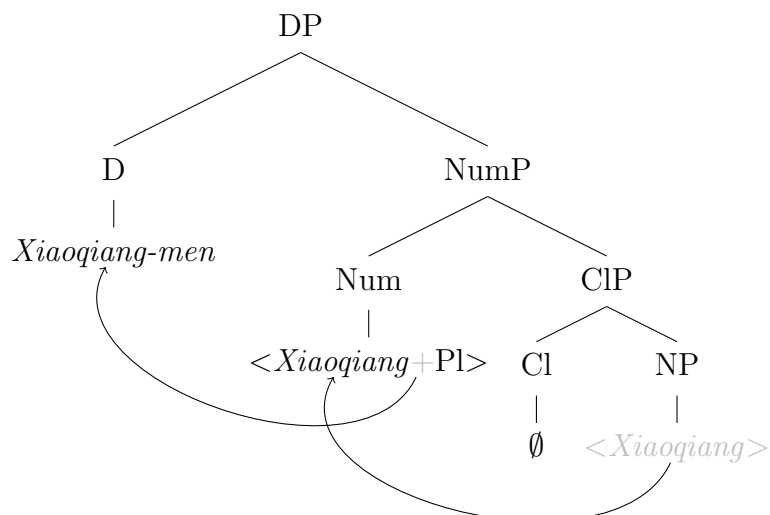 DP
D NumP
Xiaoqiang-men
Num ClP
<Xiaoqiang+Pl> Cl NP
∅ <Xiaoqiang>